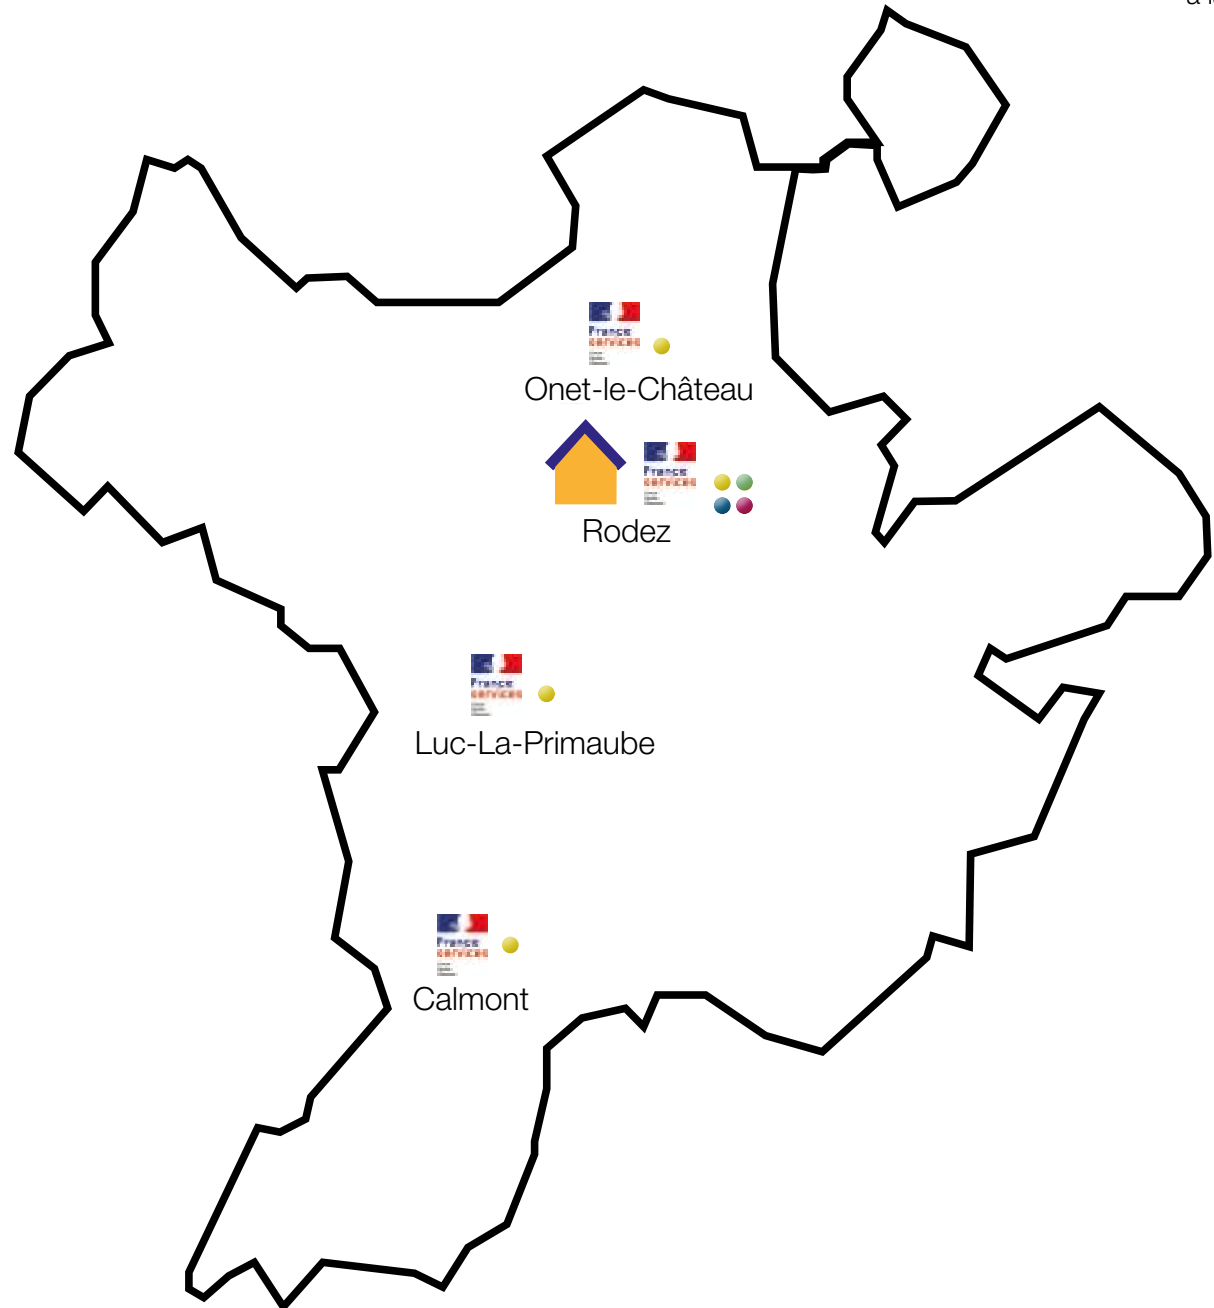 France
services
Onet-le-Château
France
services
Rodez
France
services
Luc-La-Primaube
France
services
Calmont